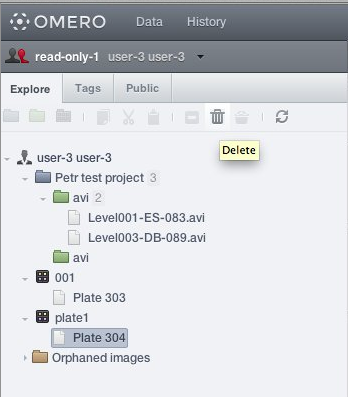 OMERO Data History
read-only-1 user-3 user-3
Explore Tags Public
Delete
user-3 user-3
Petr test project 3
avi 2
Level001-ES-083.avi
Level003-DB-089.avi
avi
001
Plate 303
plate1
Plate 304
Orphaned images